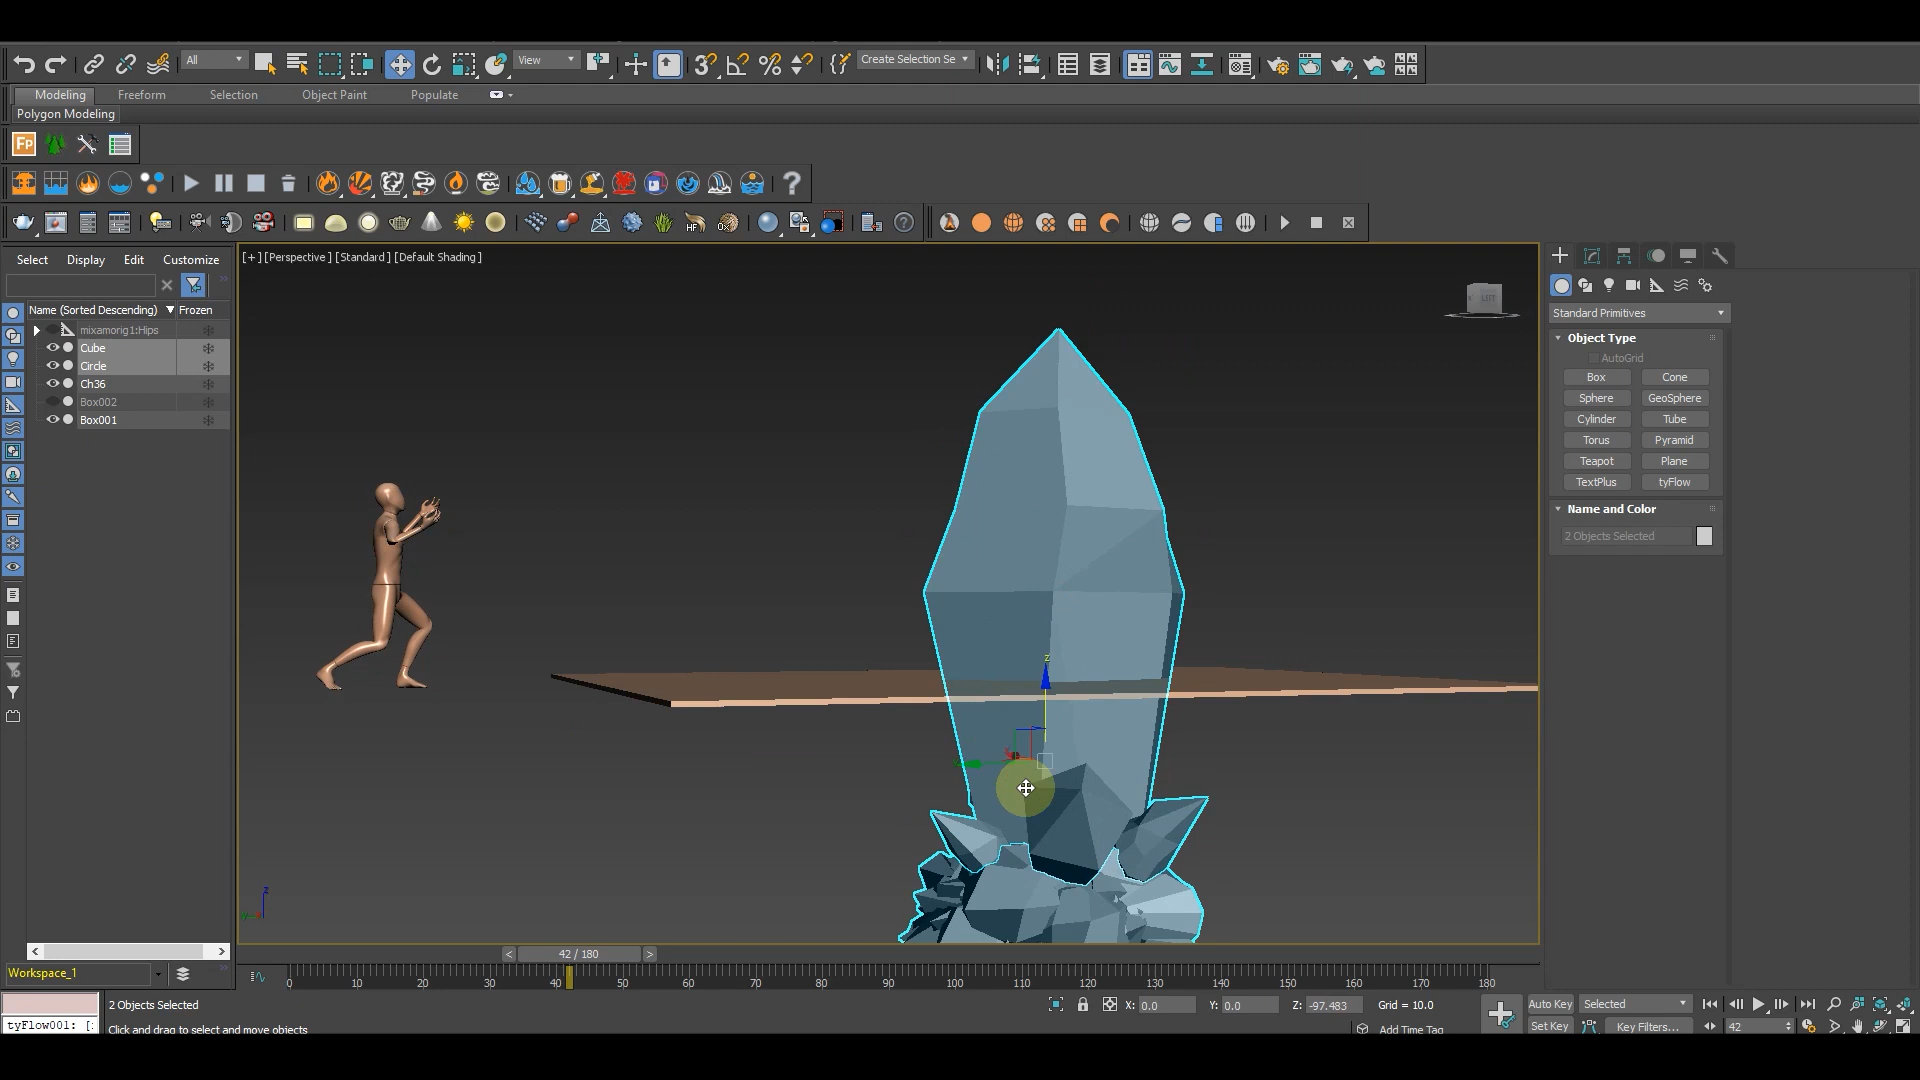 All
View
Create Selection Se
Modeling
Freeform
Selection
Object Paint
Populate
Polygon Modeling
Fp
HF
Select
Display
Edit
Customize
[+] [Perspective ] [Standard ] [Default Shading ]
LEFT
Name (Sorted Descending)
Frozen
mixamorig1:Hips
Cube
Circle
Ch36
Box002
Box001
Standard Primitives
Object Type
AutoGrid
Box
Cone
Sphere
GeoSphere
Cylinder
Tube
Torus
Pyramid
Teapot
Plane
TextPlus
tyFlow
Name and Color
2 Objects Selected
z
z
< 42 / 180 >
Workspace_1
0 10 20 30 40 50 60 70 80 90 100 110 120 130 140 150 160 170 180
2 Objects Selected
X: 0.0
Y: 0.0
Z: -97.483
Grid = 10.0
Auto Key
Selected
tyFlow001: [:
Click and drag to select and move objects
Add Time Tag
Set Key
Key Filters...
42